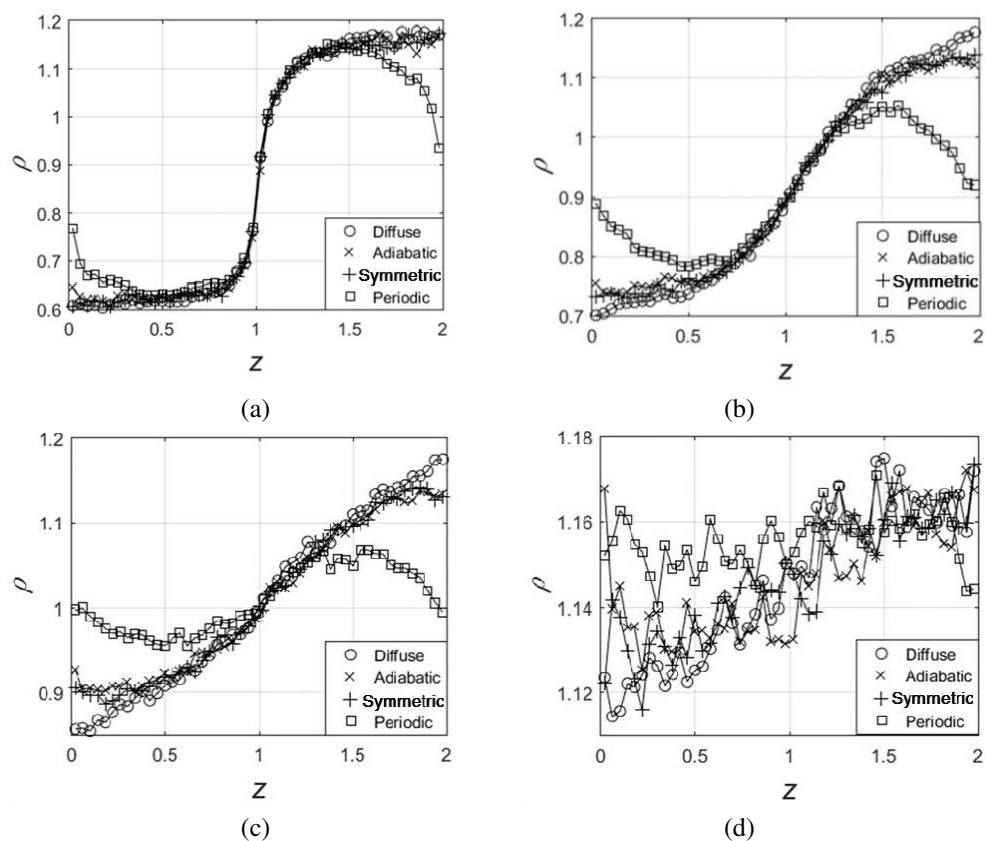 1.2
1.1
1
0.9
0.8
0.7
0.6
ρ
0
0.5
1
1.5
2
z
Diffuse
Adiabatic
Symmetric
Periodic
(a)
1.2
1.1
1
0.9
0.8
0.7
ρ
0
0.5
1
1.5
2
z
Diffuse
Adiabatic
Symmetric
Periodic
(b)
1.2
1.1
1
0.9
ρ
0
0.5
1
1.5
2
z
Diffuse
Adiabatic
Symmetric
Periodic
(c)
1.18
1.16
1.14
1.12
ρ
0
0.5
1
1.5
2
z
Diffuse
Adiabatic
Symmetric
Periodic
(d)